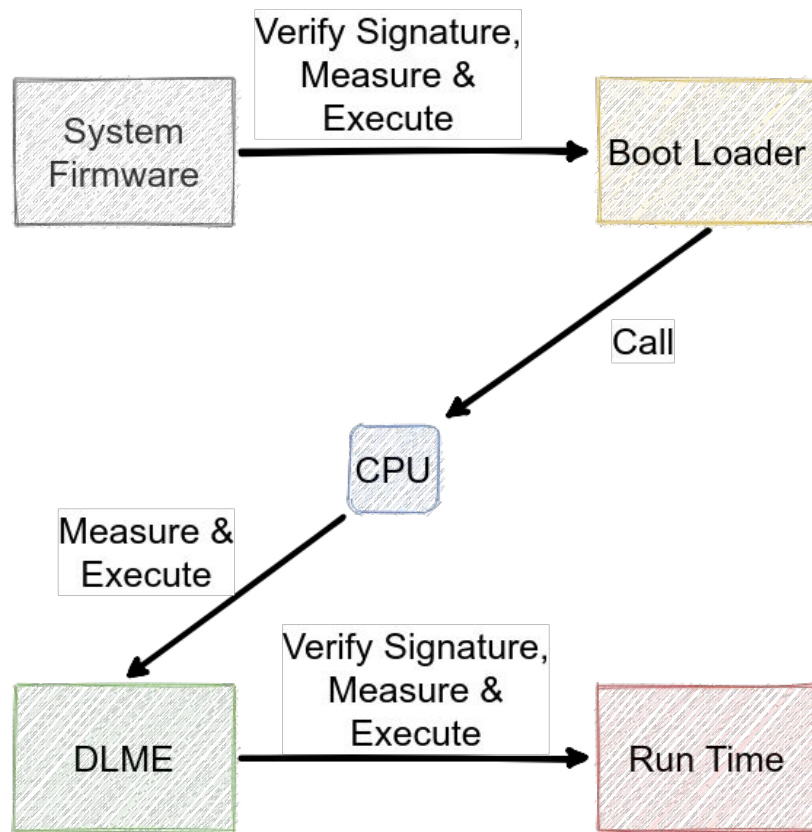 Verify Signature,
Measure &
Execute
System
Firmware
Boot Loader
Call
CPU
Measure &
Execute
Verify Signature,
Measure &
Execute
DLME
Run Time